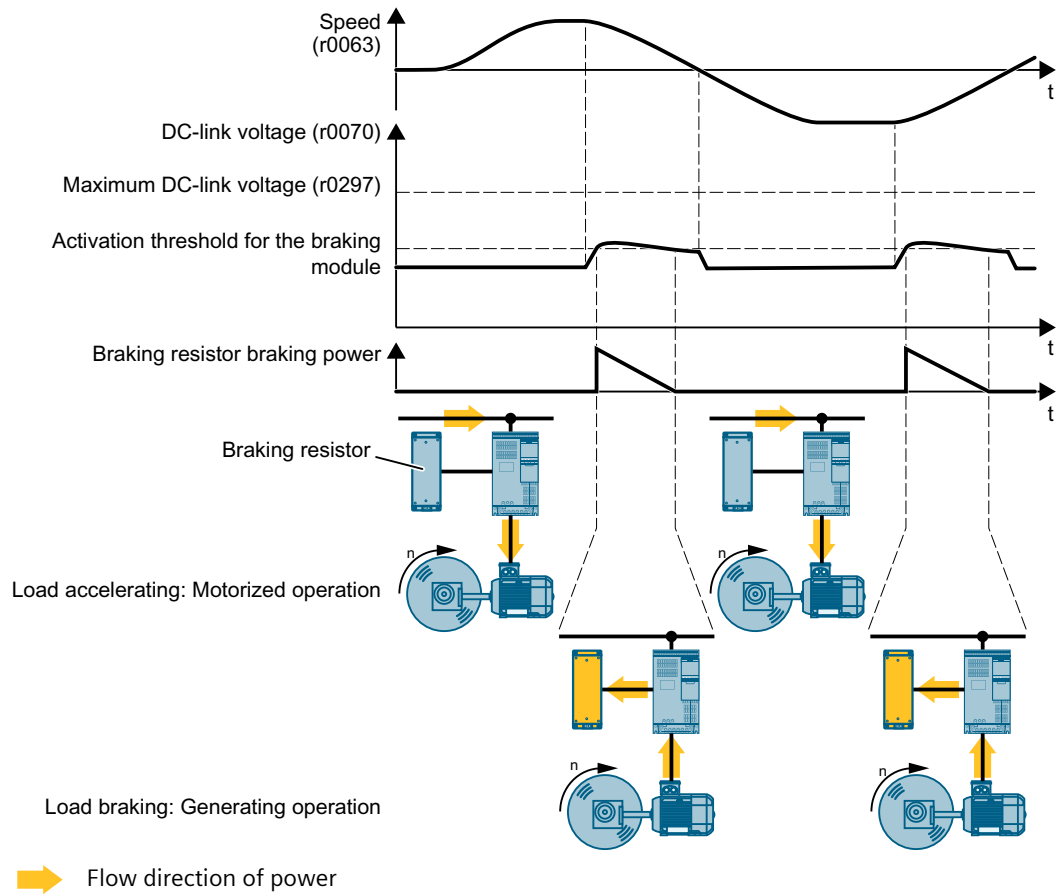 Speed
(r0063)
t
DC-link voltage (r0070)
Maximum DC-link voltage (r0297)
Activation threshold for the braking
module
t
Braking resistor braking power
t
Braking resistor
n
n
Load accelerating: Motorized operation
n
n
Load braking: Generating operation
Flow direction of power